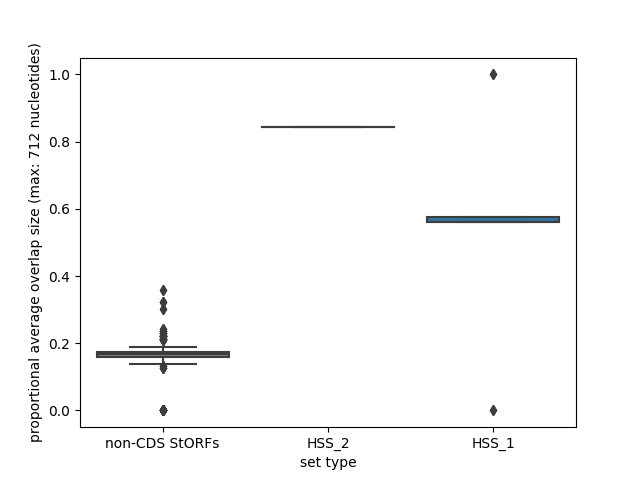 proportional average overlap size (max: 712 nucleotides)
1.0
0.8
0.6
0.4
0.2
0.0
non-CDS StORFs HSS_2 HSS_1
set type